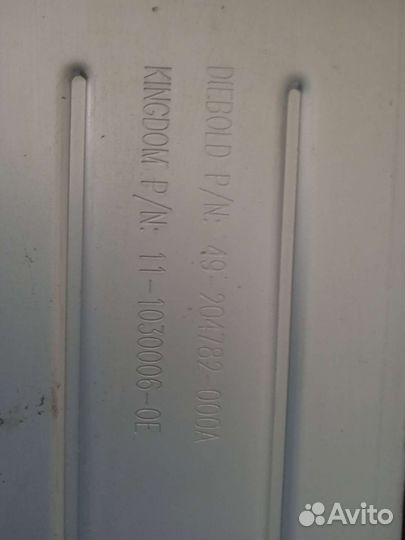 DIEBOLD P/N: 49-204782-000A
KINGDOM P/N: 11-1030006-0E
Avito